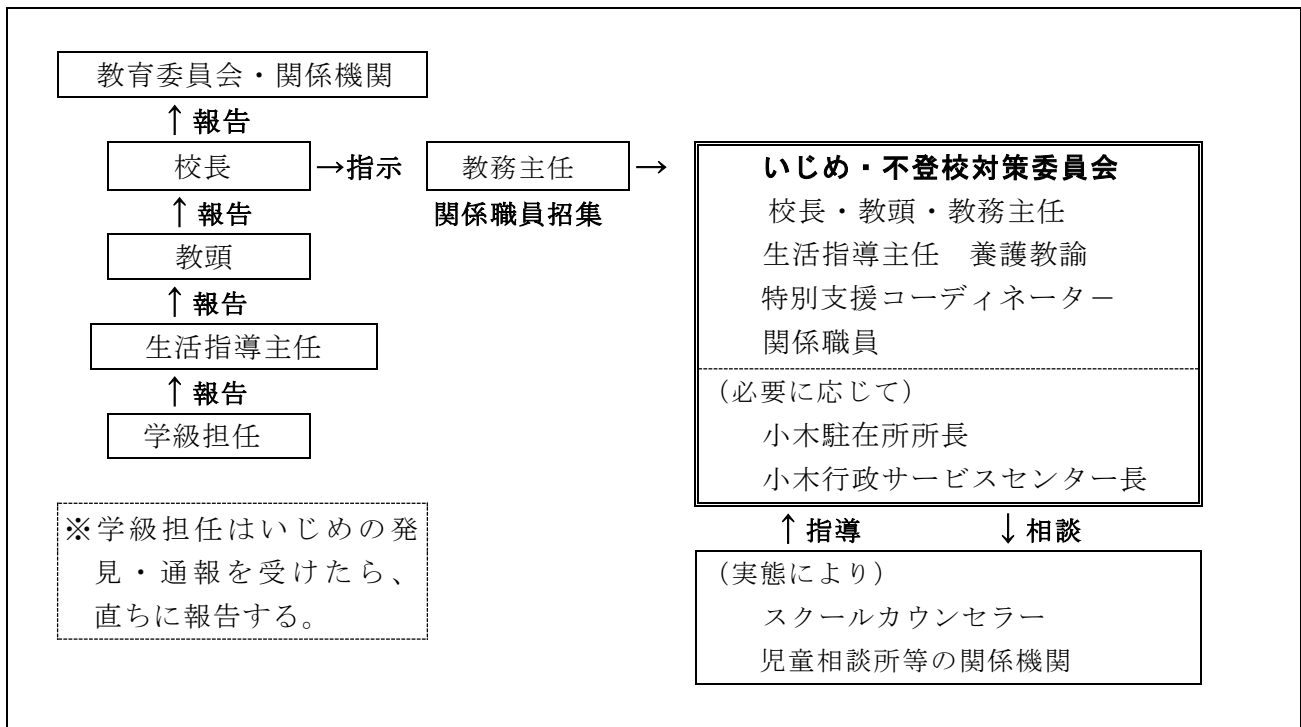 教育委員会・関係機関
↑報告
校長
→指示
教務主任
→
関係職員招集
↑報告
教頭
↑報告
生活指導主任
↑報告
学級担任
※学級担任はいじめの発
見・通報を受けたら、
直ちに報告する。
いじめ・不登校対策委員会
校長・教頭・教務主任
生活指導主任　養護教諭
特別支援コーディネータ－
関係職員
(必要に応じて)
小木駐在所所長
小木行政サービスセンター長
↑指導　↓相談
(実態により)
スクールカウンセラー
児童相談所等の関係機関